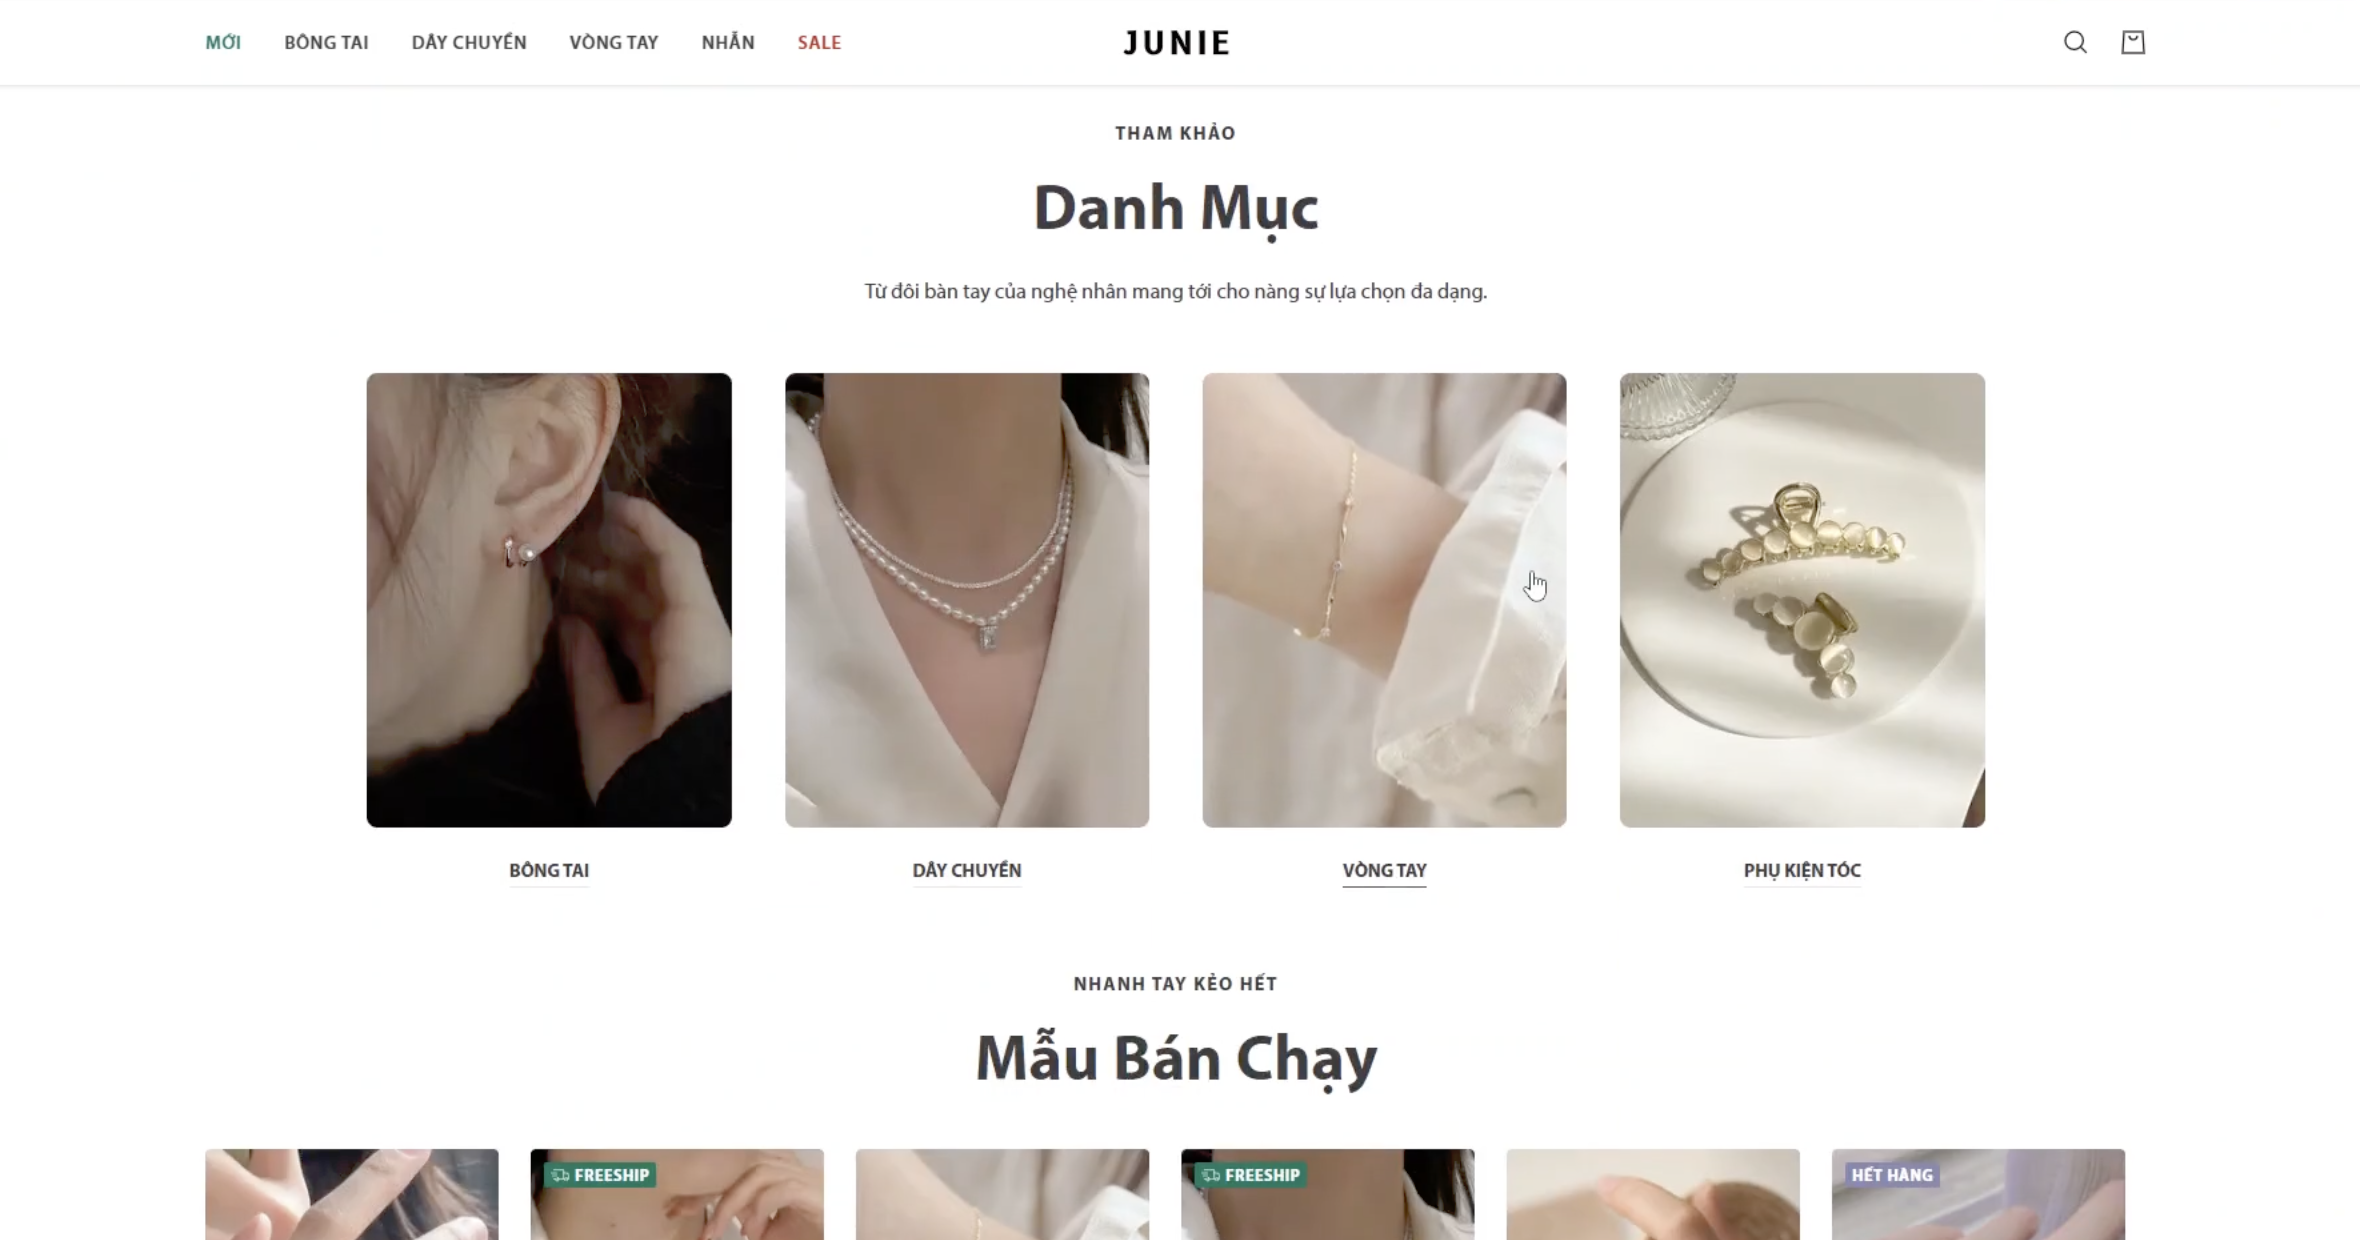 MỚI BÔNG TAI DÂY CHUYỀN VÒNG TAY NHẪN SALE JUNIE
THAM KHẢO
Danh Mục
Từ đôi bàn tay của nghệ nhân mang tới cho nàng sự lựa chọn đa dạng.
BÔNG TAI DÂY CHUYỀN VÒNG TAY PHỤ KIỆN TÓC
NHANH TAY KẺO HẾT
Mẫu Bán Chạy
FREESHIP FREESHIP HẾT HÀNG